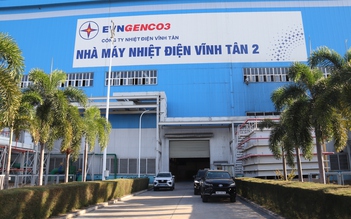 EVNGENCO3
CÔNG TY NHIỆT ĐIỆN VĨNH TÂN
NHÀ MÁY NHIỆT ĐIỆN VĨNH TÂN 2